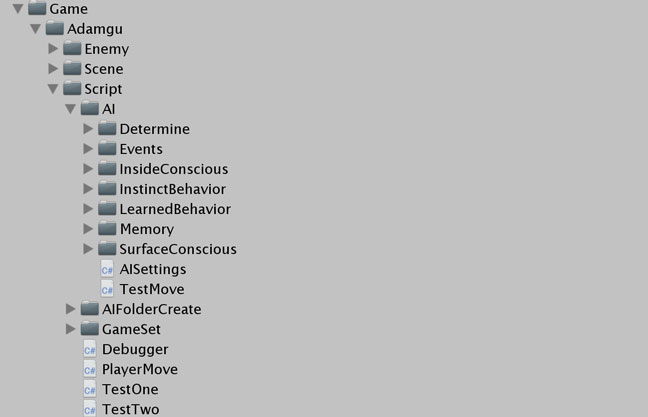 Game
Adamgu
Enemy
Scene
Script
AI
Determine
Events
InsideConscious
InstinctBehavior
LearnedBehavior
Memory
SurfaceConscious
C# AISettings
C# TestMove
AIFolderCreate
GameSet
C# Debugger
C# PlayerMove
C# TestOne
C# TestTwo